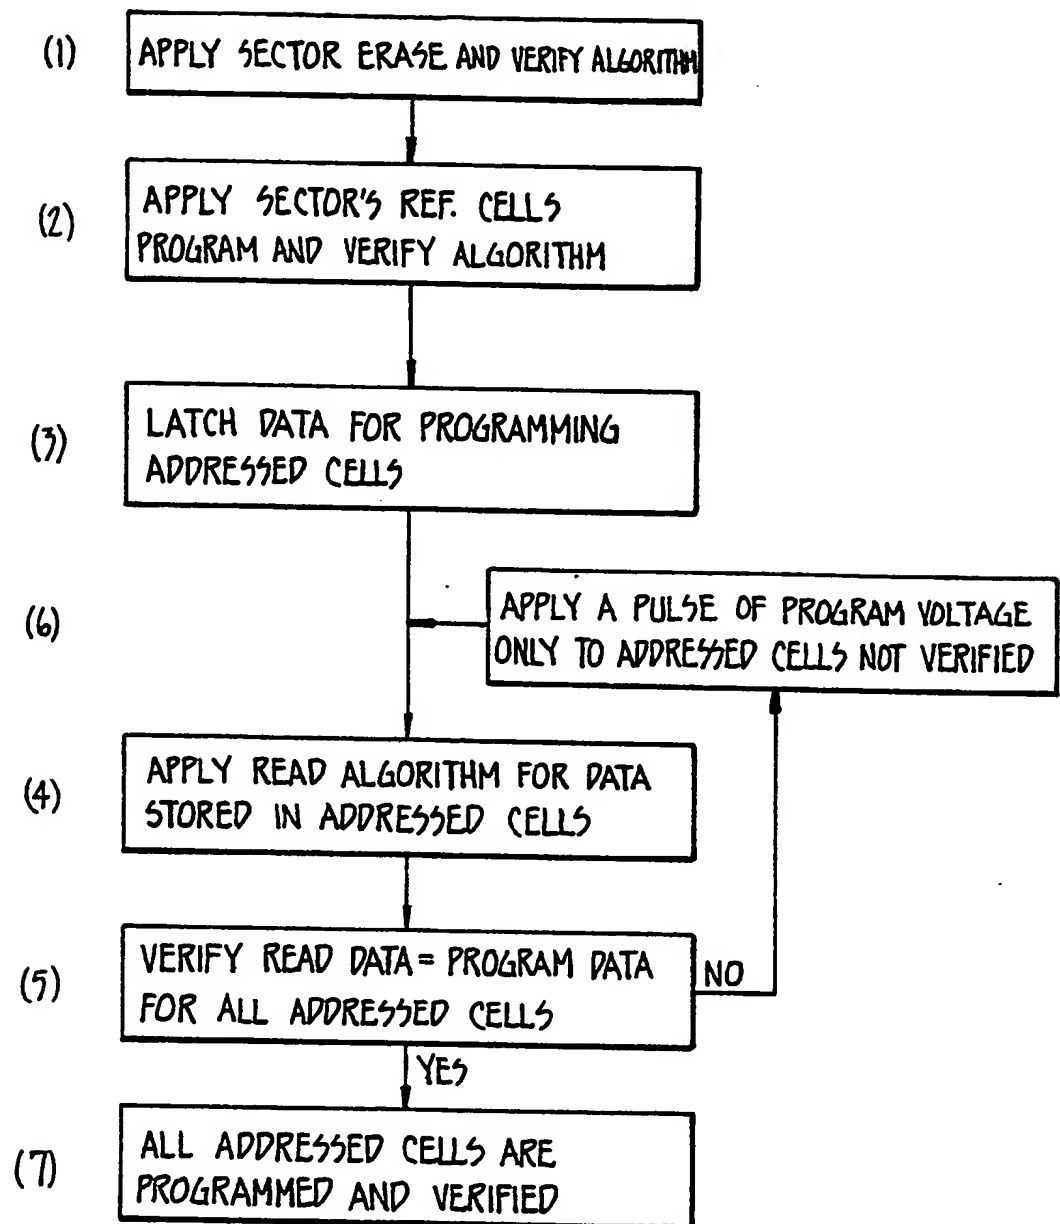 (1)
APPLY SECTOR ERASE AND VERIFY ALGORITHM
(2)
APPLY SECTOR'S REF. CELLS
PROGRAM AND VERIFY ALGORITHM
(3)
LATCH DATA FOR PROGRAMMING
ADDRESSED CELLS
(6)
APPLY A PULSE OF PROGRAM VOLTAGE
ONLY TO ADDRESSED CELLS NOT VERIFIED
(4)
APPLY READ ALGORITHM FOR DATA
STORED IN ADDRESSED CELLS
(5)
VERIFY READ DATA = PROGRAM DATA
FOR ALL ADDRESSED CELLS
NO
YES
(7)
ALL ADDRESSED CELLS ARE
PROGRAMMED AND VERIFIED